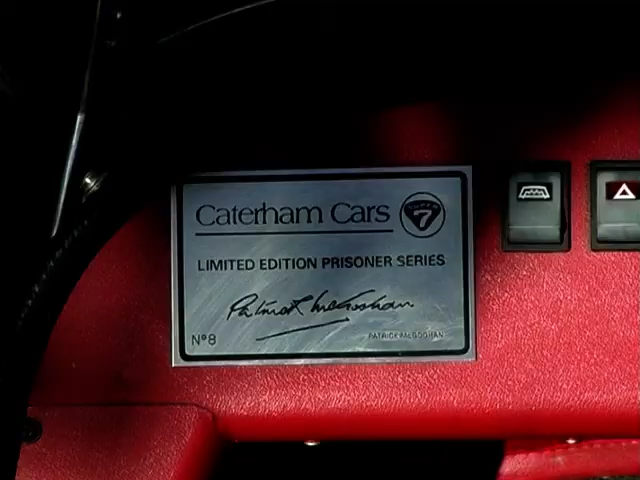 Caterham Cars
SUPER 7
LIMITED EDITION PRISONER SERIES
Patrick McGoohan
Nº8
PATRICK McGOOHAN